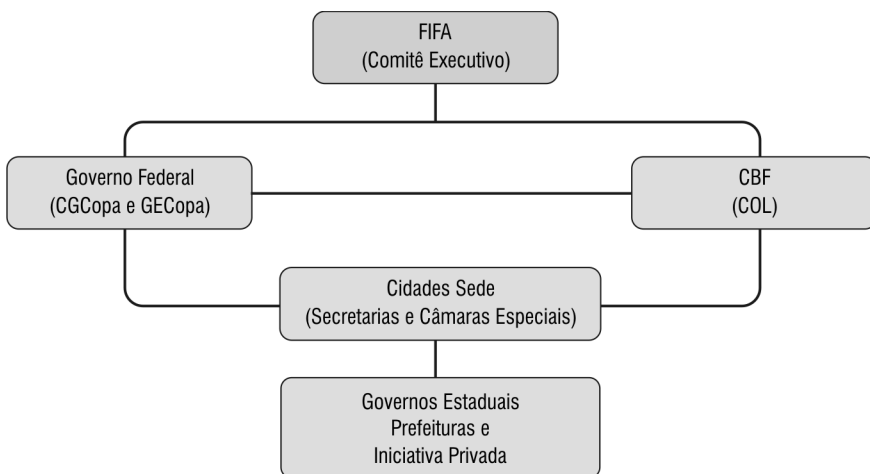 FIFA
(Comitê Executivo)
Governo Federal
(CGCopa e GECopa)
CBF
(COL)
Cidades Sede
(Secretarias e Câmaras Especiais)
Governos Estaduais
Prefeituras e
Iniciativa Privada